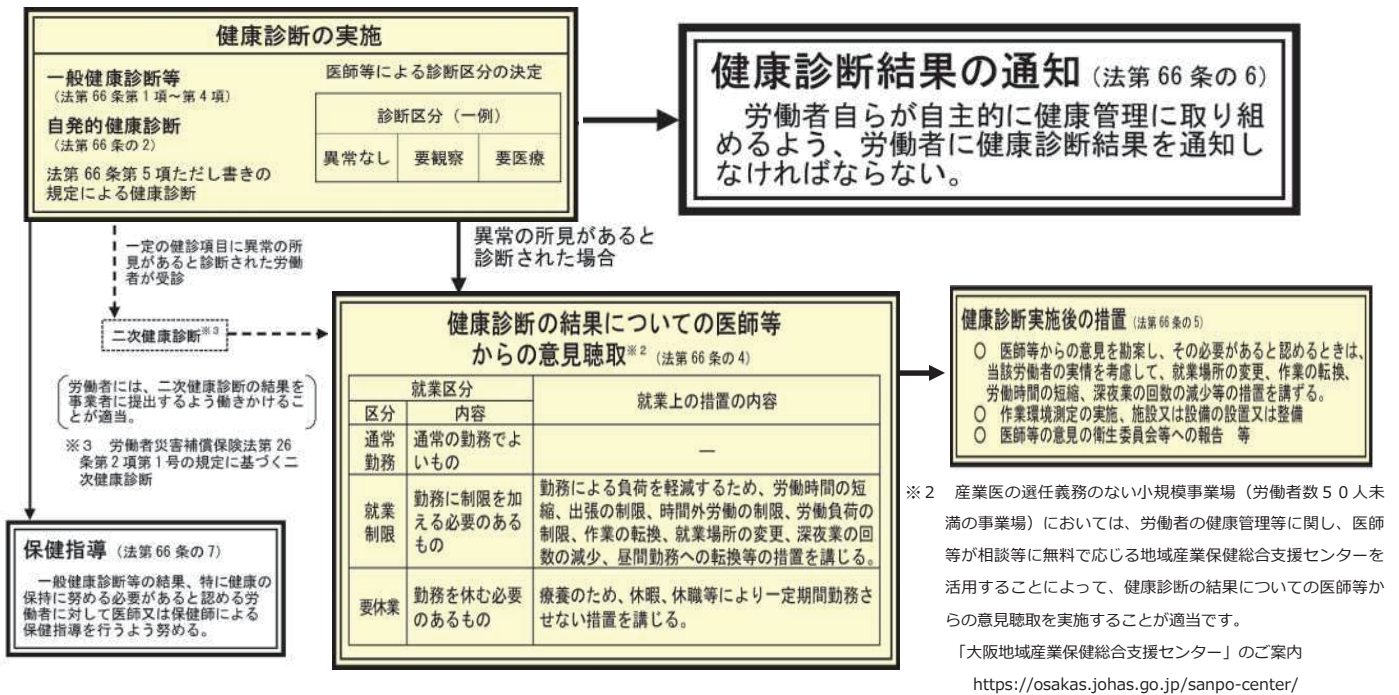 健康診断の実施
一般健康診断等
（法第 66 条第 1 項～第 4 項）
自発的健康診断
（法第 66 条の 2）
法第 66 条第 5 項ただし書きの
規定による健康診断
医師等による診断区分の決定
診断区分（一例）
異常なし 要観察 要医療
健康診断結果の通知（法第 66 条の 6）
労働者自らが自主的に健康管理に取り組
めるよう、労働者に健康診断結果を通知し
なければならない。
一定の健診項目に異常の所
見があると診断された労働
者が受診
異常の所見があると
診断された場合
二次健康診断※３
労働者には、二次健康診断の結果を
事業者に提出するよう働きかけるこ
とが適当。
※３ 労働者災害補償保険法第 26
条第 2 項第 1 号の規定に基づく二
次健康診断
保健指導（法第 66 条の 7）
一般健康診断等の結果、特に健康の
保持に努める必要があると認める労
働者に対して医師又は保健師による
保健指導を行うよう努める。
健康診断の結果についての医師等
からの意見聴取※２（法第 66 条の 4）
就業区分
就業上の措置の内容
区分 内容
通常
勤務
通常の勤務でよ
いもの
―
就業
制限
勤務に制限を加
える必要のある
もの
勤務による負荷を軽減するため、労働時間の短
縮、出張の制限、時間外労働の制限、労働負荷の
制限、作業の転換、就業場所の変更、深夜業の回
数の減少、昼間勤務への転換等の措置を講じる。
要休業
勤務を休む必要
のあるもの
療養のため、休暇、休職等により一定期間勤務さ
せない措置を講じる。
健康診断実施後の措置（法第 66 条の 5）
○ 医師等からの意見を勘案し、その必要があると認めるときは、
当該労働者の実情を考慮して、就業場所の変更、作業の転換、
労働時間の短縮、深夜業の回数の減少等の措置を講ずる。
○ 作業環境測定の実施、施設又は設備の設置又は整備
○ 医師等の意見の衛生委員会等への報告 等
※２ 産業医の選任義務のない小規模事業場（労働者数５０人未
満の事業場）においては、労働者の健康管理等に関し、医師
等が相談等に無料で応じる地域産業保健総合支援センターを
活用することによって、健康診断の結果についての医師等か
らの意見聴取を実施することが適当です。
「大阪地域産業保健総合支援センター」のご案内
https://osakas.johas.go.jp/sanpo-center/